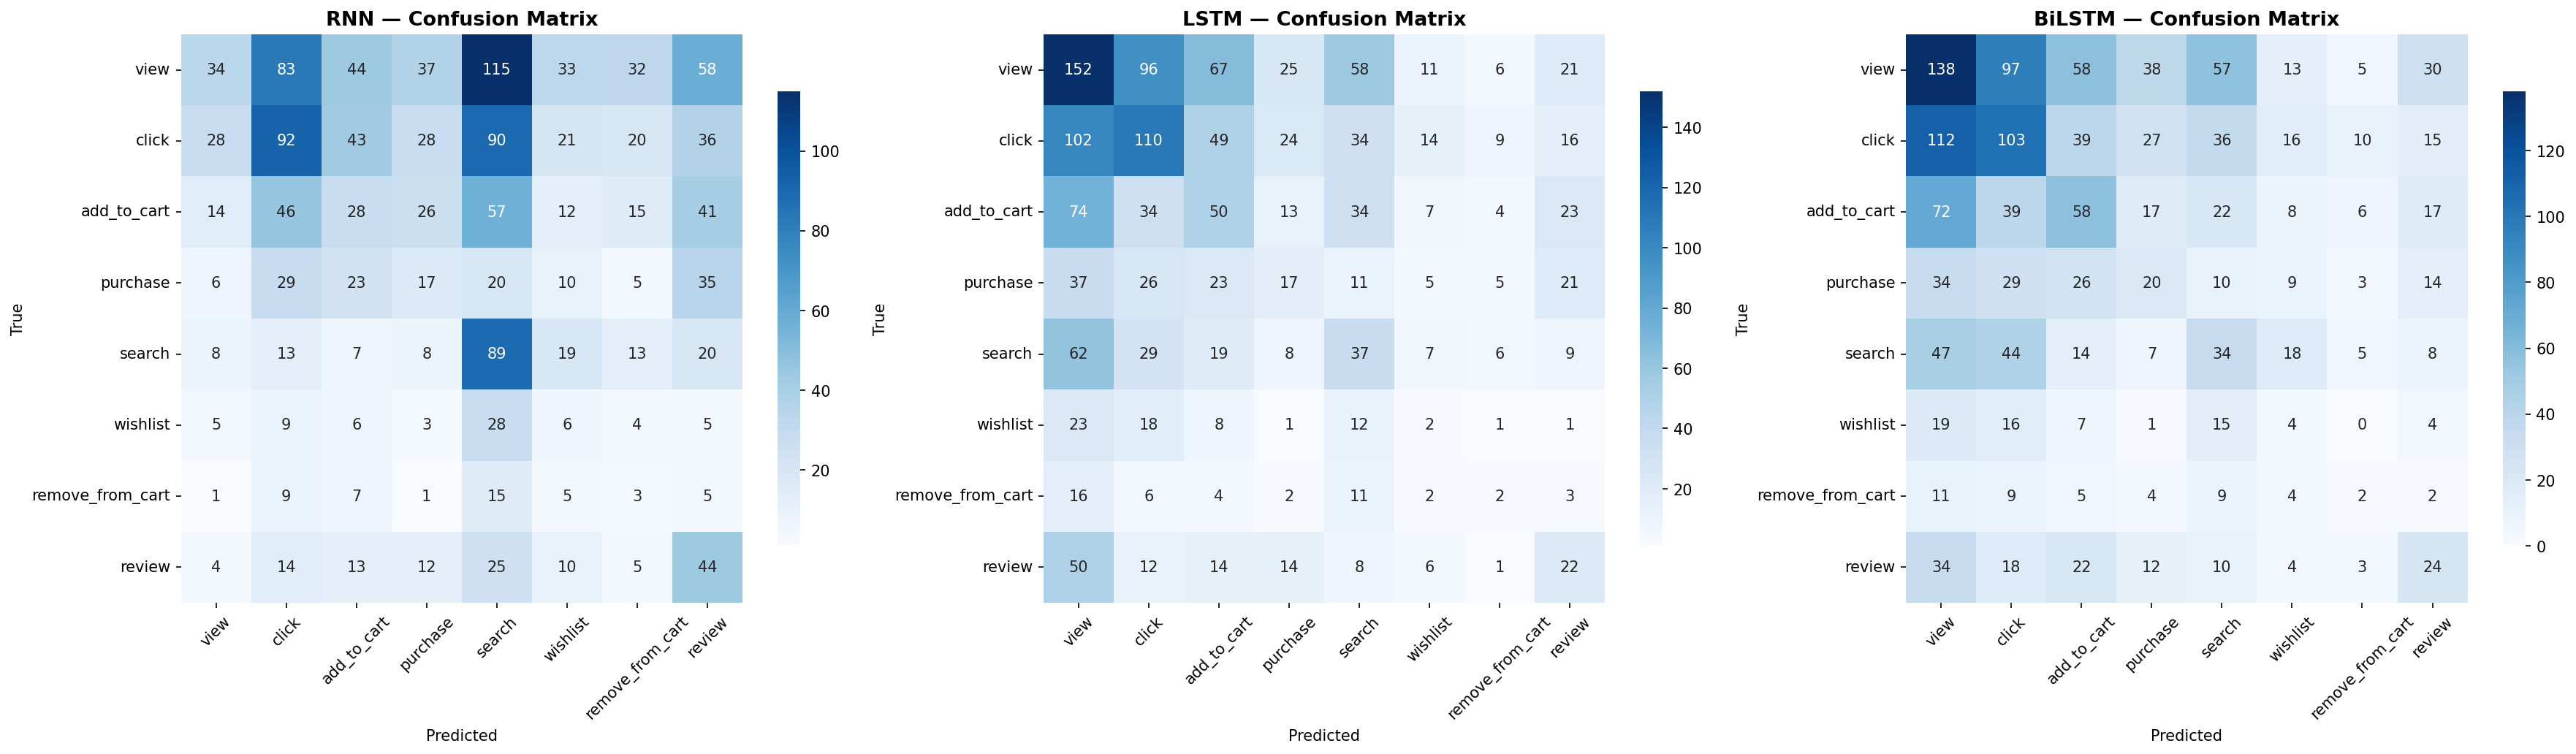 RNN — Confusion Matrix
view 34 83 44 37 115 33 32 58
click 28 92 43 28 90 21 20 36
add_to_cart 14 46 28 26 57 12 15 41
purchase 6 29 23 17 20 10 5 35
search 8 13 7 8 89 19 13 20
wishlist 5 9 6 3 28 6 4 5
remove_from_cart 1 9 7 1 15 5 3 5
review 4 14 13 12 25 10 5 44
True
view click add_to_cart purchase search wishlist remove_from_cart review
Predicted
100
80
60
40
20
LSTM — Confusion Matrix
view 152 96 67 25 58 11 6 21
click 102 110 49 24 34 14 9 16
add_to_cart 74 34 50 13 34 7 4 23
purchase 37 26 23 17 11 5 5 21
search 62 29 19 8 37 7 6 9
wishlist 23 18 8 1 12 2 1 1
remove_from_cart 16 6 4 2 11 2 2 3
review 50 12 14 14 8 6 1 22
True
view click add_to_cart purchase search wishlist remove_from_cart review
Predicted
140
120
100
80
60
40
20
BiLSTM — Confusion Matrix
view 138 97 58 38 57 13 5 30
click 112 103 39 27 36 16 10 15
add_to_cart 72 39 58 17 22 8 6 17
purchase 34 29 26 20 10 9 3 14
search 47 44 14 7 34 18 5 8
wishlist 19 16 7 1 15 4 0 4
remove_from_cart 11 9 5 4 9 4 2 2
review 34 18 22 12 10 4 3 24
True
view click add_to_cart purchase search wishlist remove_from_cart review
Predicted
120
100
80
60
40
20
0